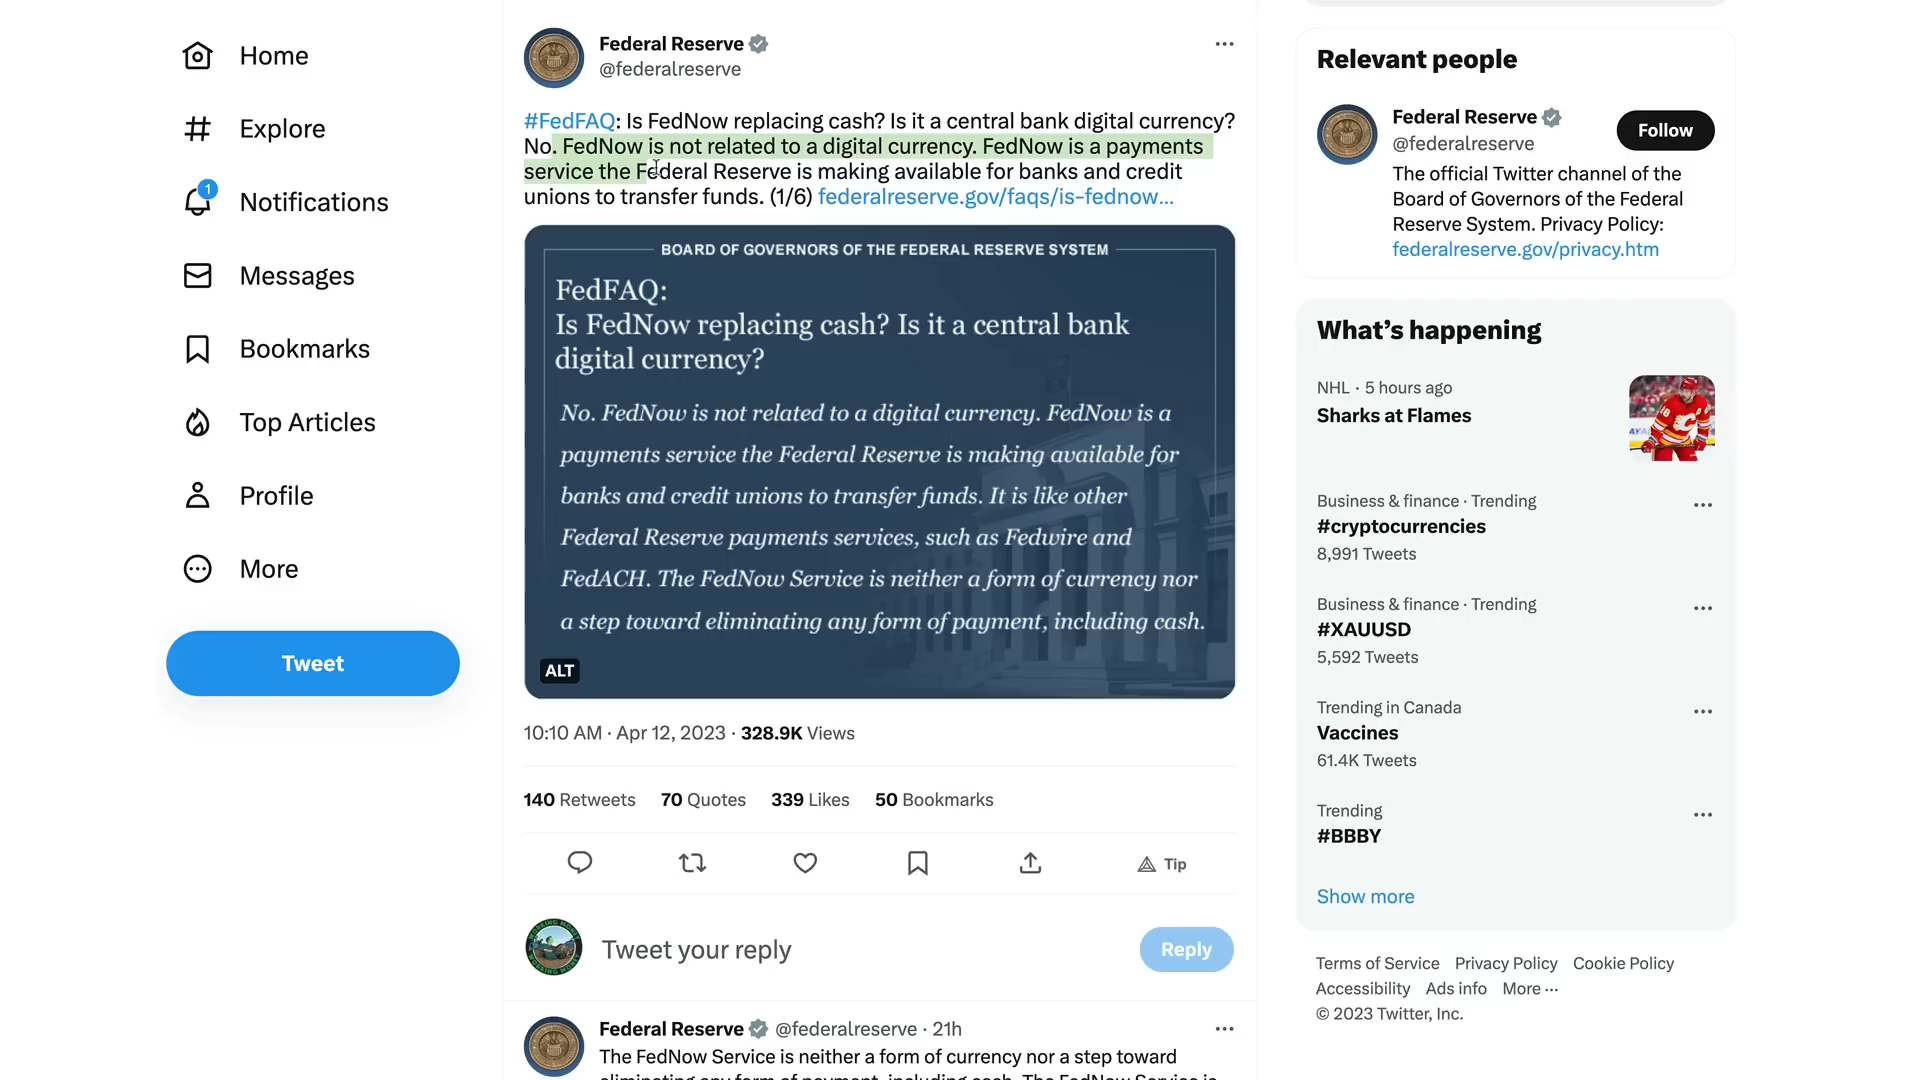 Home
Explore
1
Notifications
Messages
Bookmarks
Top Articles
Profile
More
Tweet
Federal Reserve
@federalreserve
#FedFAQ: Is FedNow replacing cash? Is it a central bank digital currency?
No. FedNow is not related to a digital currency. FedNow is a payments
service the Federal Reserve is making available for banks and credit
unions to transfer funds. (1/6) federalreserve.gov/faqs/is-fednow...
BOARD OF GOVERNORS OF THE FEDERAL RESERVE SYSTEM
FedFAQ:
Is FedNow replacing cash? Is it a central bank
digital currency?
No. FedNow is not related to a digital currency. FedNow is a
payments service the Federal Reserve is making available for
banks and credit unions to transfer funds. It is like other
Federal Reserve payments services, such as Fedwire and
FedACH. The FedNow Service is neither a form of currency nor
a step toward eliminating any form of payment, including cash.
ALT
10:10 AM · Apr 12, 2023 · 328.9K Views
140 Retweets 70 Quotes 339 Likes 50 Bookmarks
Tip
Tweet your reply
Reply
Federal Reserve @federalreserve · 21h
The FedNow Service is neither a form of currency nor a step toward
eliminating any form of payment, including cash. The FedNow Service is
Relevant people
Federal Reserve
@federalreserve
Follow
The official Twitter channel of the
Board of Governors of the Federal
Reserve System. Privacy Policy:
federalreserve.gov/privacy.htm
What's happening
NHL · 5 hours ago
Sharks at Flames
Business & finance · Trending
#cryptocurrencies
8,991 Tweets
Business & finance · Trending
#XAUUSD
5,592 Tweets
Trending in Canada
Vaccines
61.4K Tweets
Trending
#BBBY
Show more
Terms of Service Privacy Policy Cookie Policy
Accessibility Ads info More ···
© 2023 Twitter, Inc.